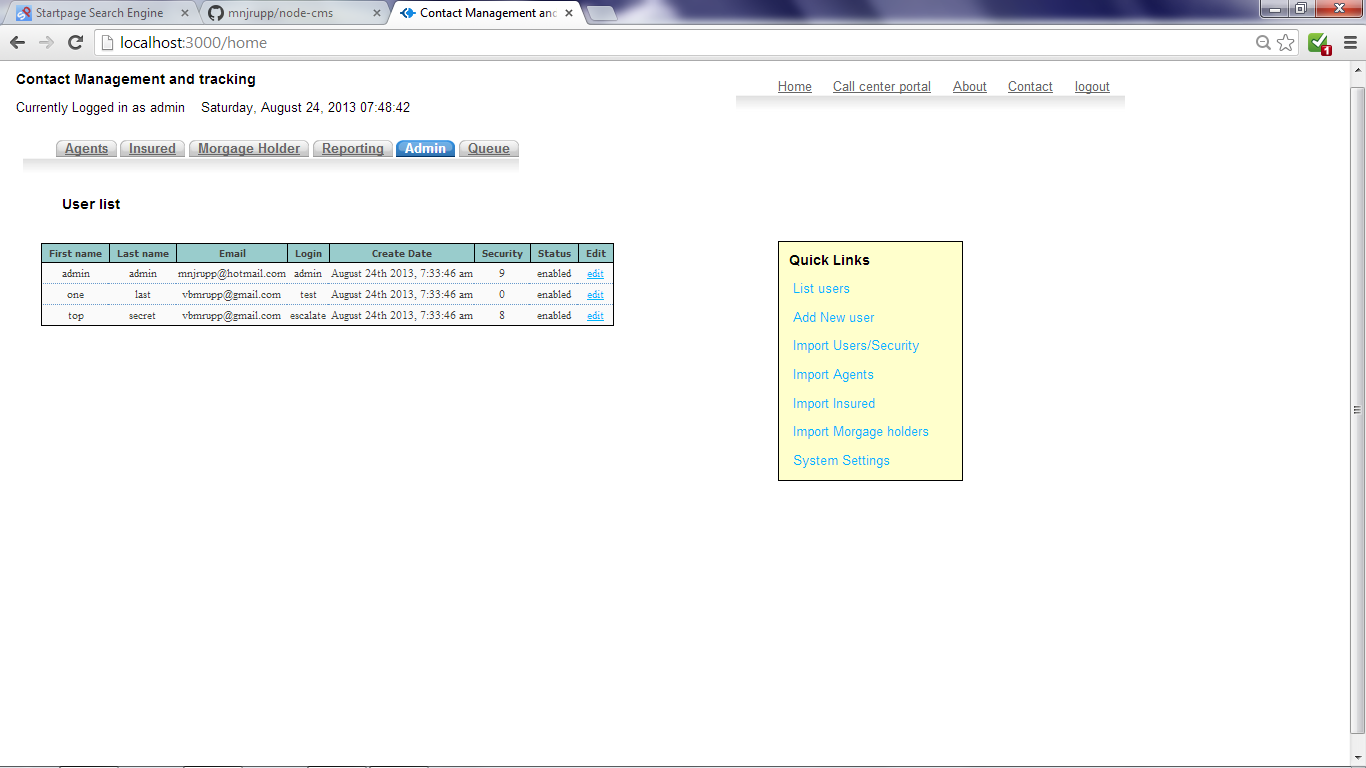 Startpage Search Engine
mnjrupp/node-cms
Contact Management and
localhost:3000/home
1
Contact Management and tracking
Home Call center portal About Contact logout
Currently Logged in as admin Saturday, August 24, 2013 07:48:42
Agents Insured Morgage Holder Reporting Admin Queue
User list
First name Last name Email Login Create Date Security Status Edit
admin admin mnjrupp@hotmail.com admin August 24th 2013, 7:33:46 am 9 enabled edit
one last vbmrupp@gmail.com test August 24th 2013, 7:33:46 am 0 enabled edit
top secret vbmrupp@gmail.com escalate August 24th 2013, 7:33:46 am 8 enabled edit
Quick Links
List users
Add New user
Import Users/Security
Import Agents
Import Insured
Import Morgage holders
System Settings